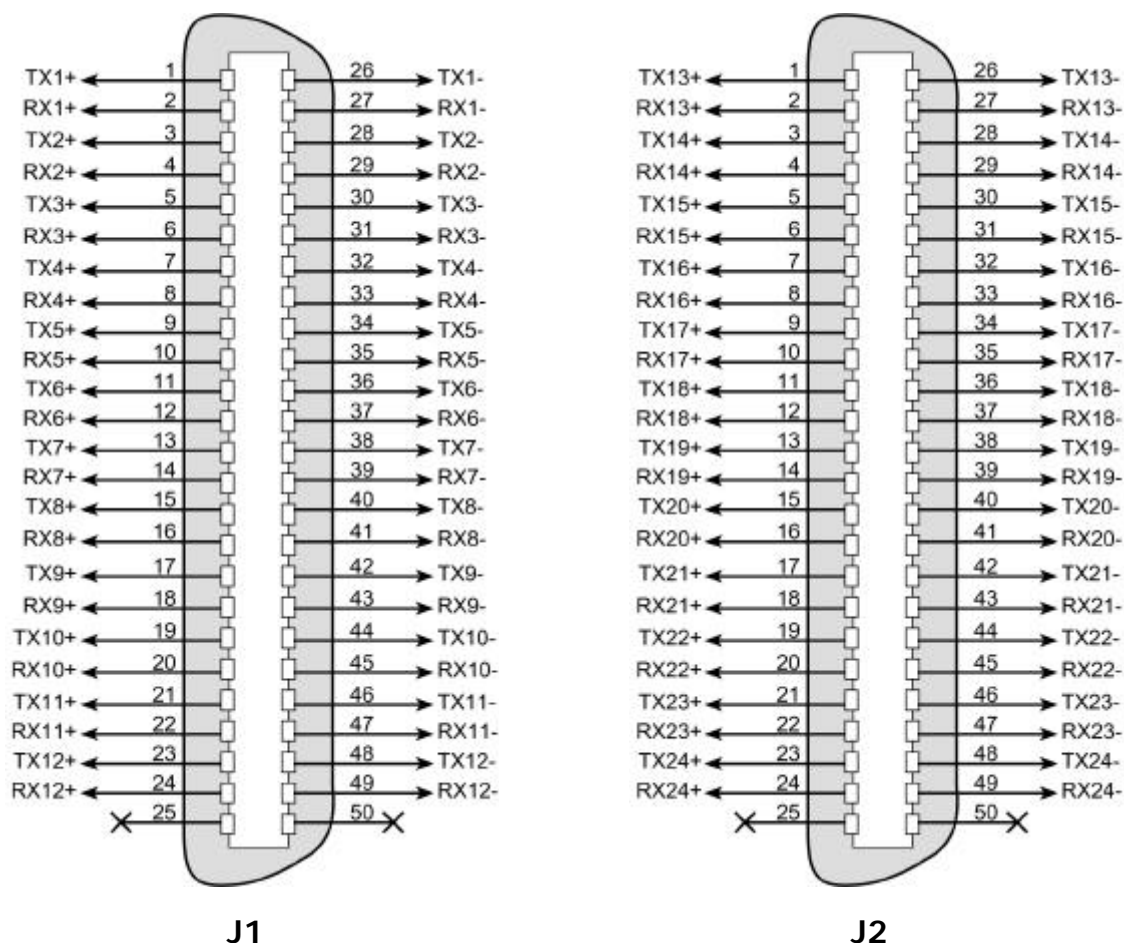 TX1+ 1 26 TX1- TX13+ 1 26 TX13-
RX1+ 2 27 RX1- RX13+ 2 27 RX13-
TX2+ 3 28 TX2- TX14+ 3 28 TX14-
RX2+ 4 29 RX2- RX14+ 4 29 RX14-
TX3+ 5 30 TX3- TX15+ 5 30 TX15-
RX3+ 6 31 RX3- RX15+ 6 31 RX15-
TX4+ 7 32 TX4- TX16+ 7 32 TX16-
RX4+ 8 33 RX4- RX16+ 8 33 RX16-
TX5+ 9 34 TX5- TX17+ 9 34 TX17-
RX5+ 10 35 RX5- RX17+ 10 35 RX17-
TX6+ 11 36 TX6- TX18+ 11 36 TX18-
RX6+ 12 37 RX6- RX18+ 12 37 RX18-
TX7+ 13 38 TX7- TX19+ 13 38 TX19-
RX7+ 14 39 RX7- RX19+ 14 39 RX19-
TX8+ 15 40 TX8- TX20+ 15 40 TX20-
RX8+ 16 41 RX8- RX20+ 16 41 RX20-
TX9+ 17 42 TX9- TX21+ 17 42 TX21-
RX9+ 18 43 RX9- RX21+ 18 43 RX21-
TX10+ 19 44 TX10- TX22+ 19 44 TX22-
RX10+ 20 45 RX10- RX22+ 20 45 RX22-
TX11+ 21 46 TX11- TX23+ 21 46 TX23-
RX11+ 22 47 RX11- RX23+ 22 47 RX23-
TX12+ 23 48 TX12- TX24+ 23 48 TX24-
RX12+ 24 49 RX12- RX24+ 24 49 RX24-
25 50 25 50
J1 J2